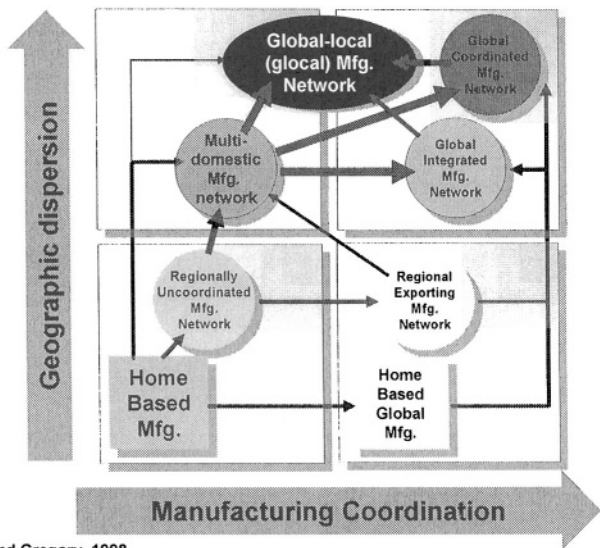 Geographic dispersion
Global-local
(glocal) Mfg.
Network
Global
Coordinated
Mfg.
Network
Multi-
domestic
Mfg.
network
Global
Integrated
Mfg.
Network
Regionally
Uncoordinated
Mfg.
Network
Regional
Exporting
Mfg.
Network
Home
Based
Mfg.
Home
Based
Global
Mfg.
Manufacturing Coordination